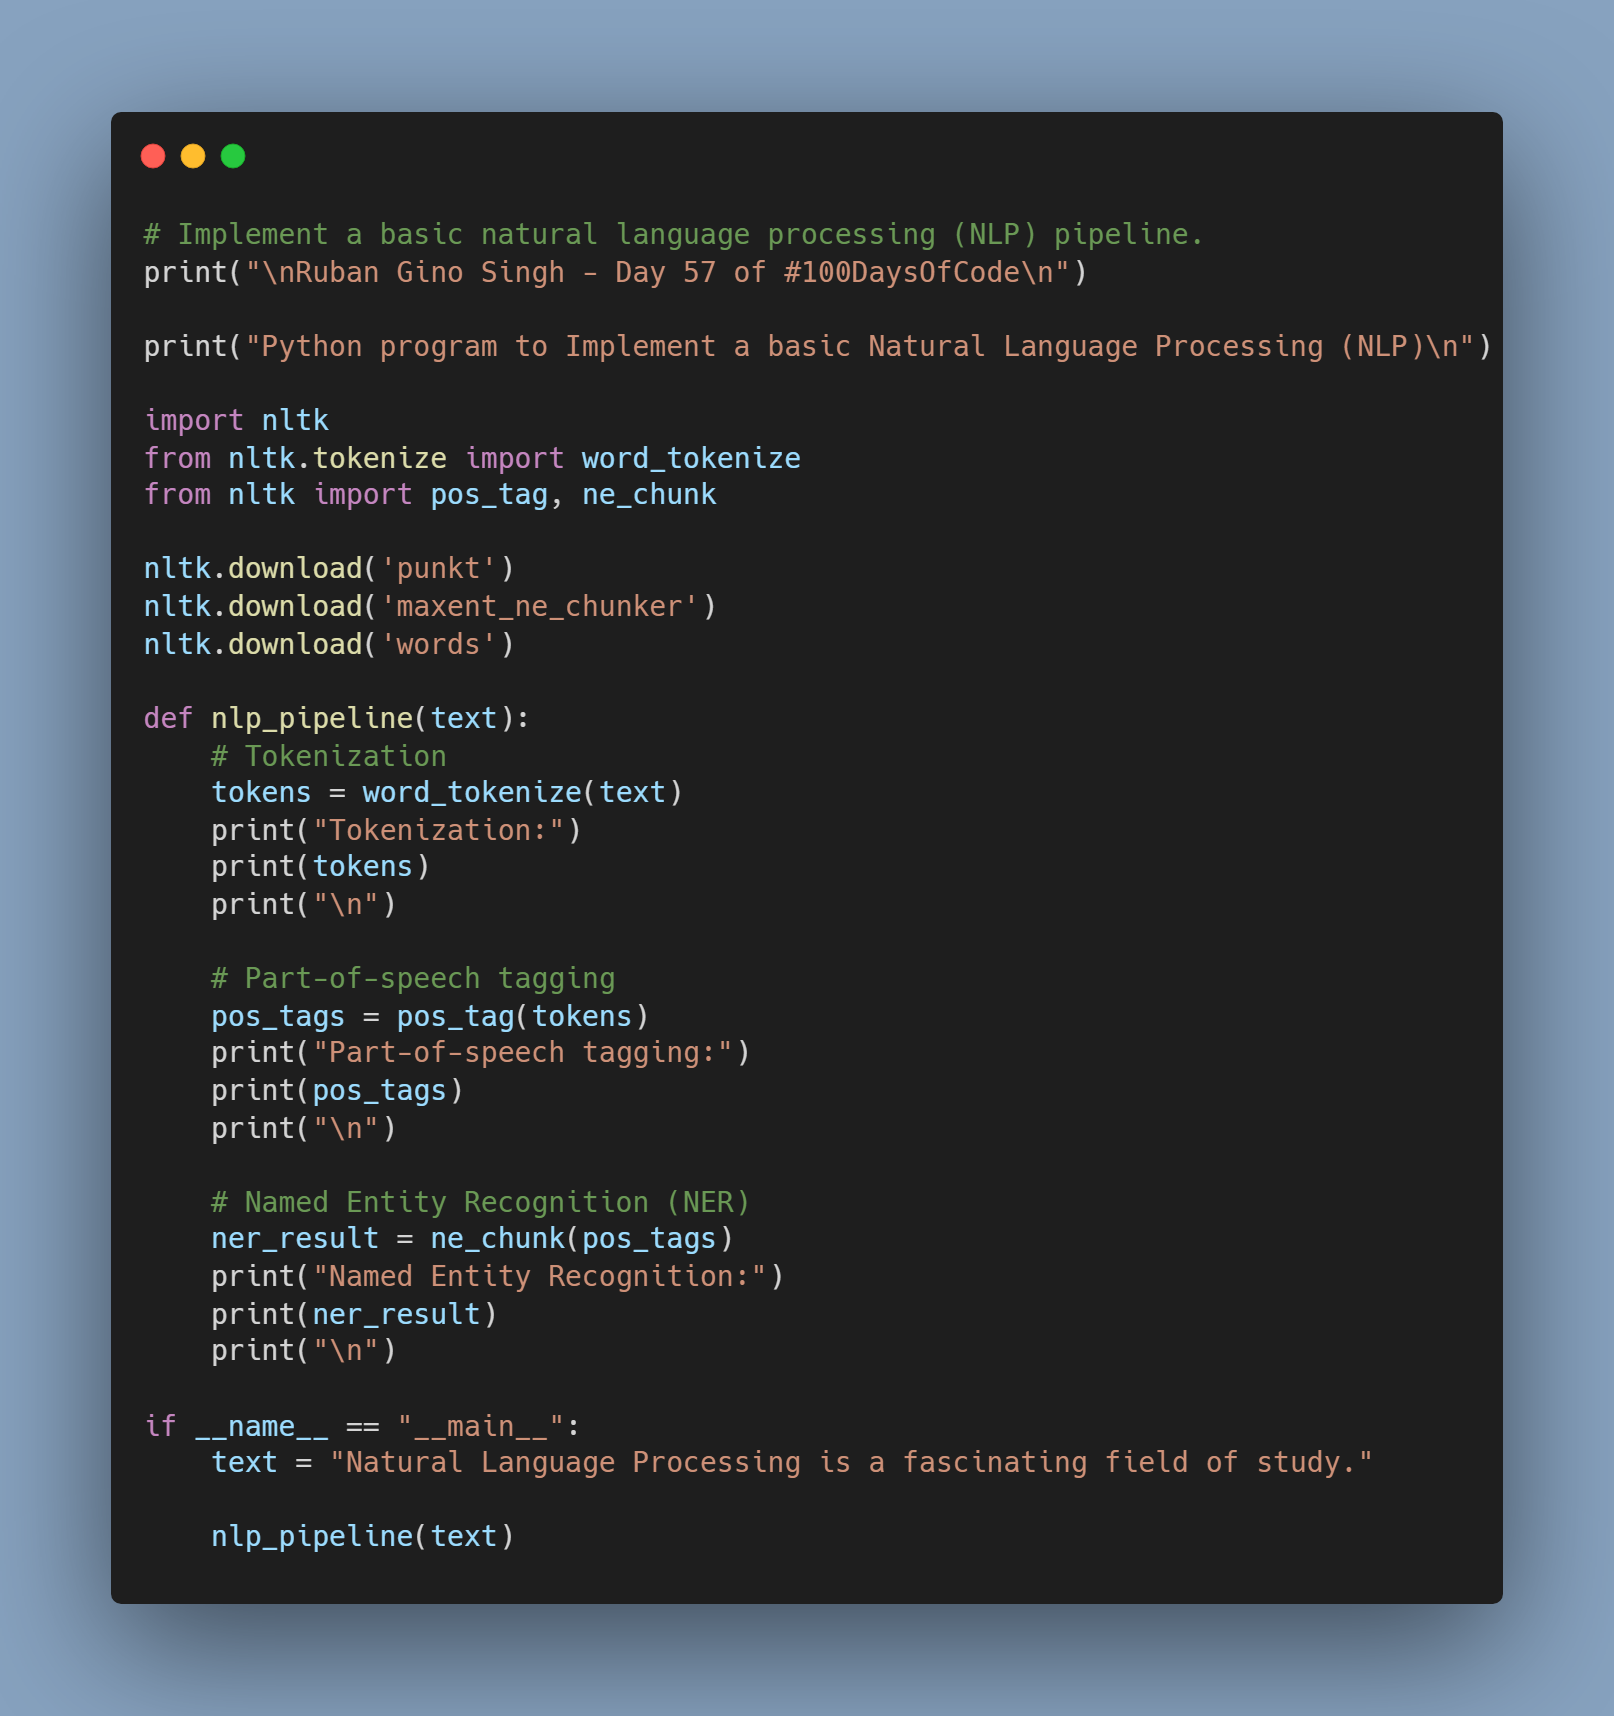 # Implement a basic natural language processing (NLP) pipeline.
print("\nRuban Gino Singh - Day 57 of #100DaysOfCode\n")

print("Python program to Implement a basic Natural Language Processing (NLP)\n")

import nltk
from nltk.tokenize import word_tokenize
from nltk import pos_tag, ne_chunk

nltk.download('punkt')
nltk.download('maxent_ne_chunker')
nltk.download('words')

def nlp_pipeline(text):
    # Tokenization
    tokens = word_tokenize(text)
    print("Tokenization:")
    print(tokens)
    print("\n")

    # Part-of-speech tagging
    pos_tags = pos_tag(tokens)
    print("Part-of-speech tagging:")
    print(pos_tags)
    print("\n")

    # Named Entity Recognition (NER)
    ner_result = ne_chunk(pos_tags)
    print("Named Entity Recognition:")
    print(ner_result)
    print("\n")

if __name__ == "__main__":
    text = "Natural Language Processing is a fascinating field of study."

    nlp_pipeline(text)